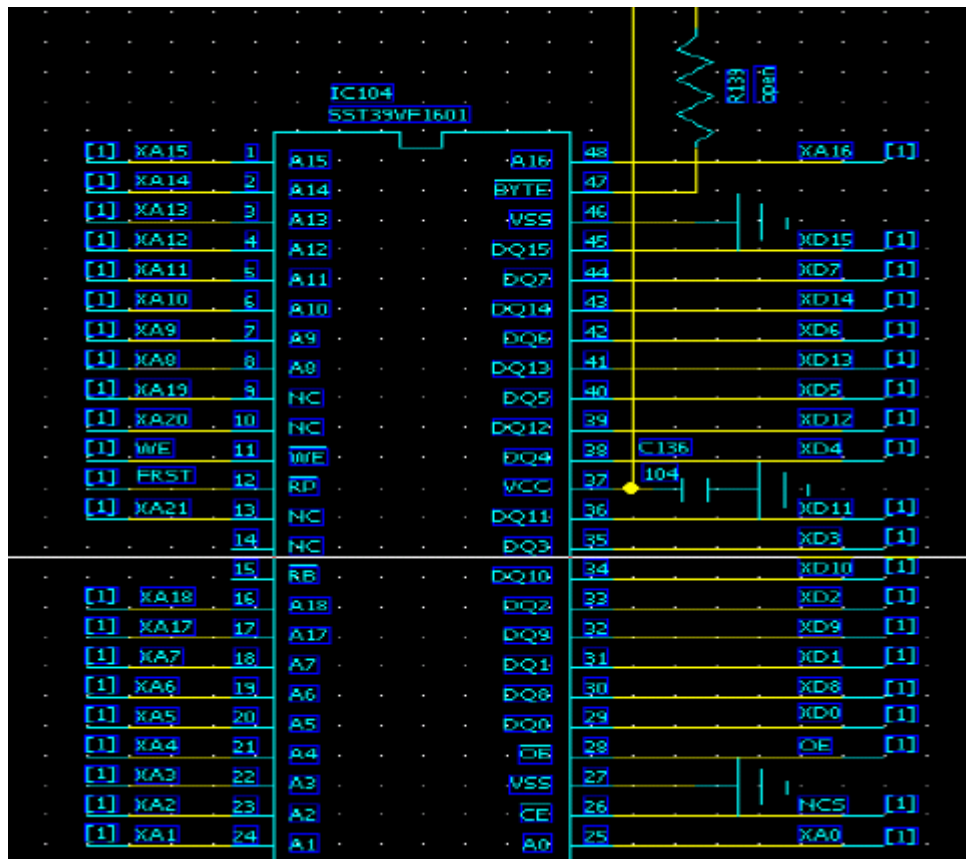 R139
open
IC104
SST39VF1601
[1] XA15 1 A15 A16 48 XA16 [1]
[1] XA14 2 A14 BYTE 47
[1] XA13 3 A13 VSS 46
[1] XA12 4 A12 DQ15 45 XD15 [1]
[1] XA11 5 A11 DQ7 44 XD7 [1]
[1] XA10 6 A10 DQ14 43 XD14 [1]
[1] XA9 7 A9 DQ6 42 XD6 [1]
[1] XA8 8 A8 DQ13 41 XD13 [1]
[1] XA19 9 NC DQ5 40 XD5 [1]
[1] XA20 10 NC DQ12 39 XD12 [1]
[1] WE 11 WE DQ4 38 C136 XD4 [1]
[1] FRST 12 RP VCC 37 104
[1] XA21 13 NC DQ11 36 XD11 [1]
14 NC DQ3 35 XD3 [1]
15 RB DQ10 34 XD10 [1]
[1] XA18 16 A18 DQ2 33 XD2 [1]
[1] XA17 17 A17 DQ9 32 XD9 [1]
[1] XA7 18 A7 DQ1 31 XD1 [1]
[1] XA6 19 A6 DQ8 30 XD8 [1]
[1] XA5 20 A5 DQ0 29 XD0 [1]
[1] XA4 21 A4 OE 28 OE [1]
[1] XA3 22 A3 VSS 27
[1] XA2 23 A2 CE 26 NCS [1]
[1] XA1 24 A1 A0 25 XA0 [1]